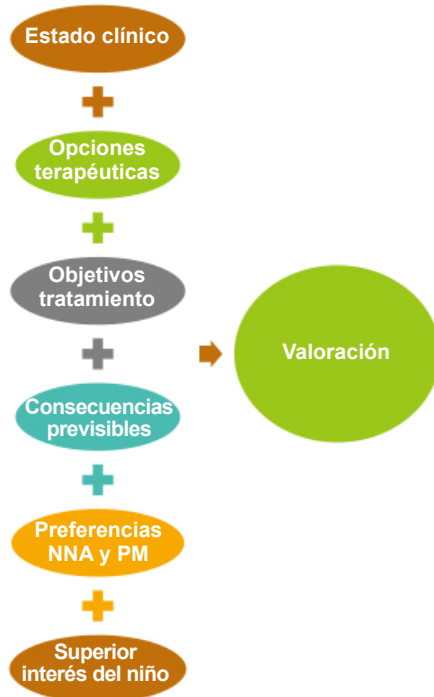 Estado clínico
Opciones
terapéuticas
Objetivos
tratamiento
Consecuencias
previsibles
Preferencias
NNA y PM
Superior
interés del niño
Valoración